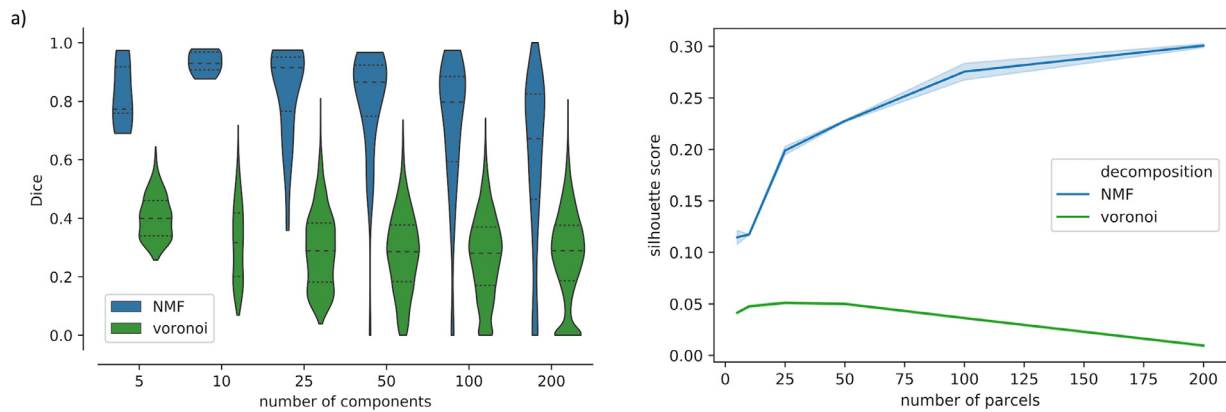 a)
1.0
0.8
0.6
0.4
0.2
0.0
Dice
NMF
voronoi
5 10 25 50 100 200
number of components
b)
0.30
0.25
0.20
0.15
0.10
0.05
0.00
silhouette score
decomposition
NMF
voronoi
0 25 50 75 100 125 150 175 200
number of parcels